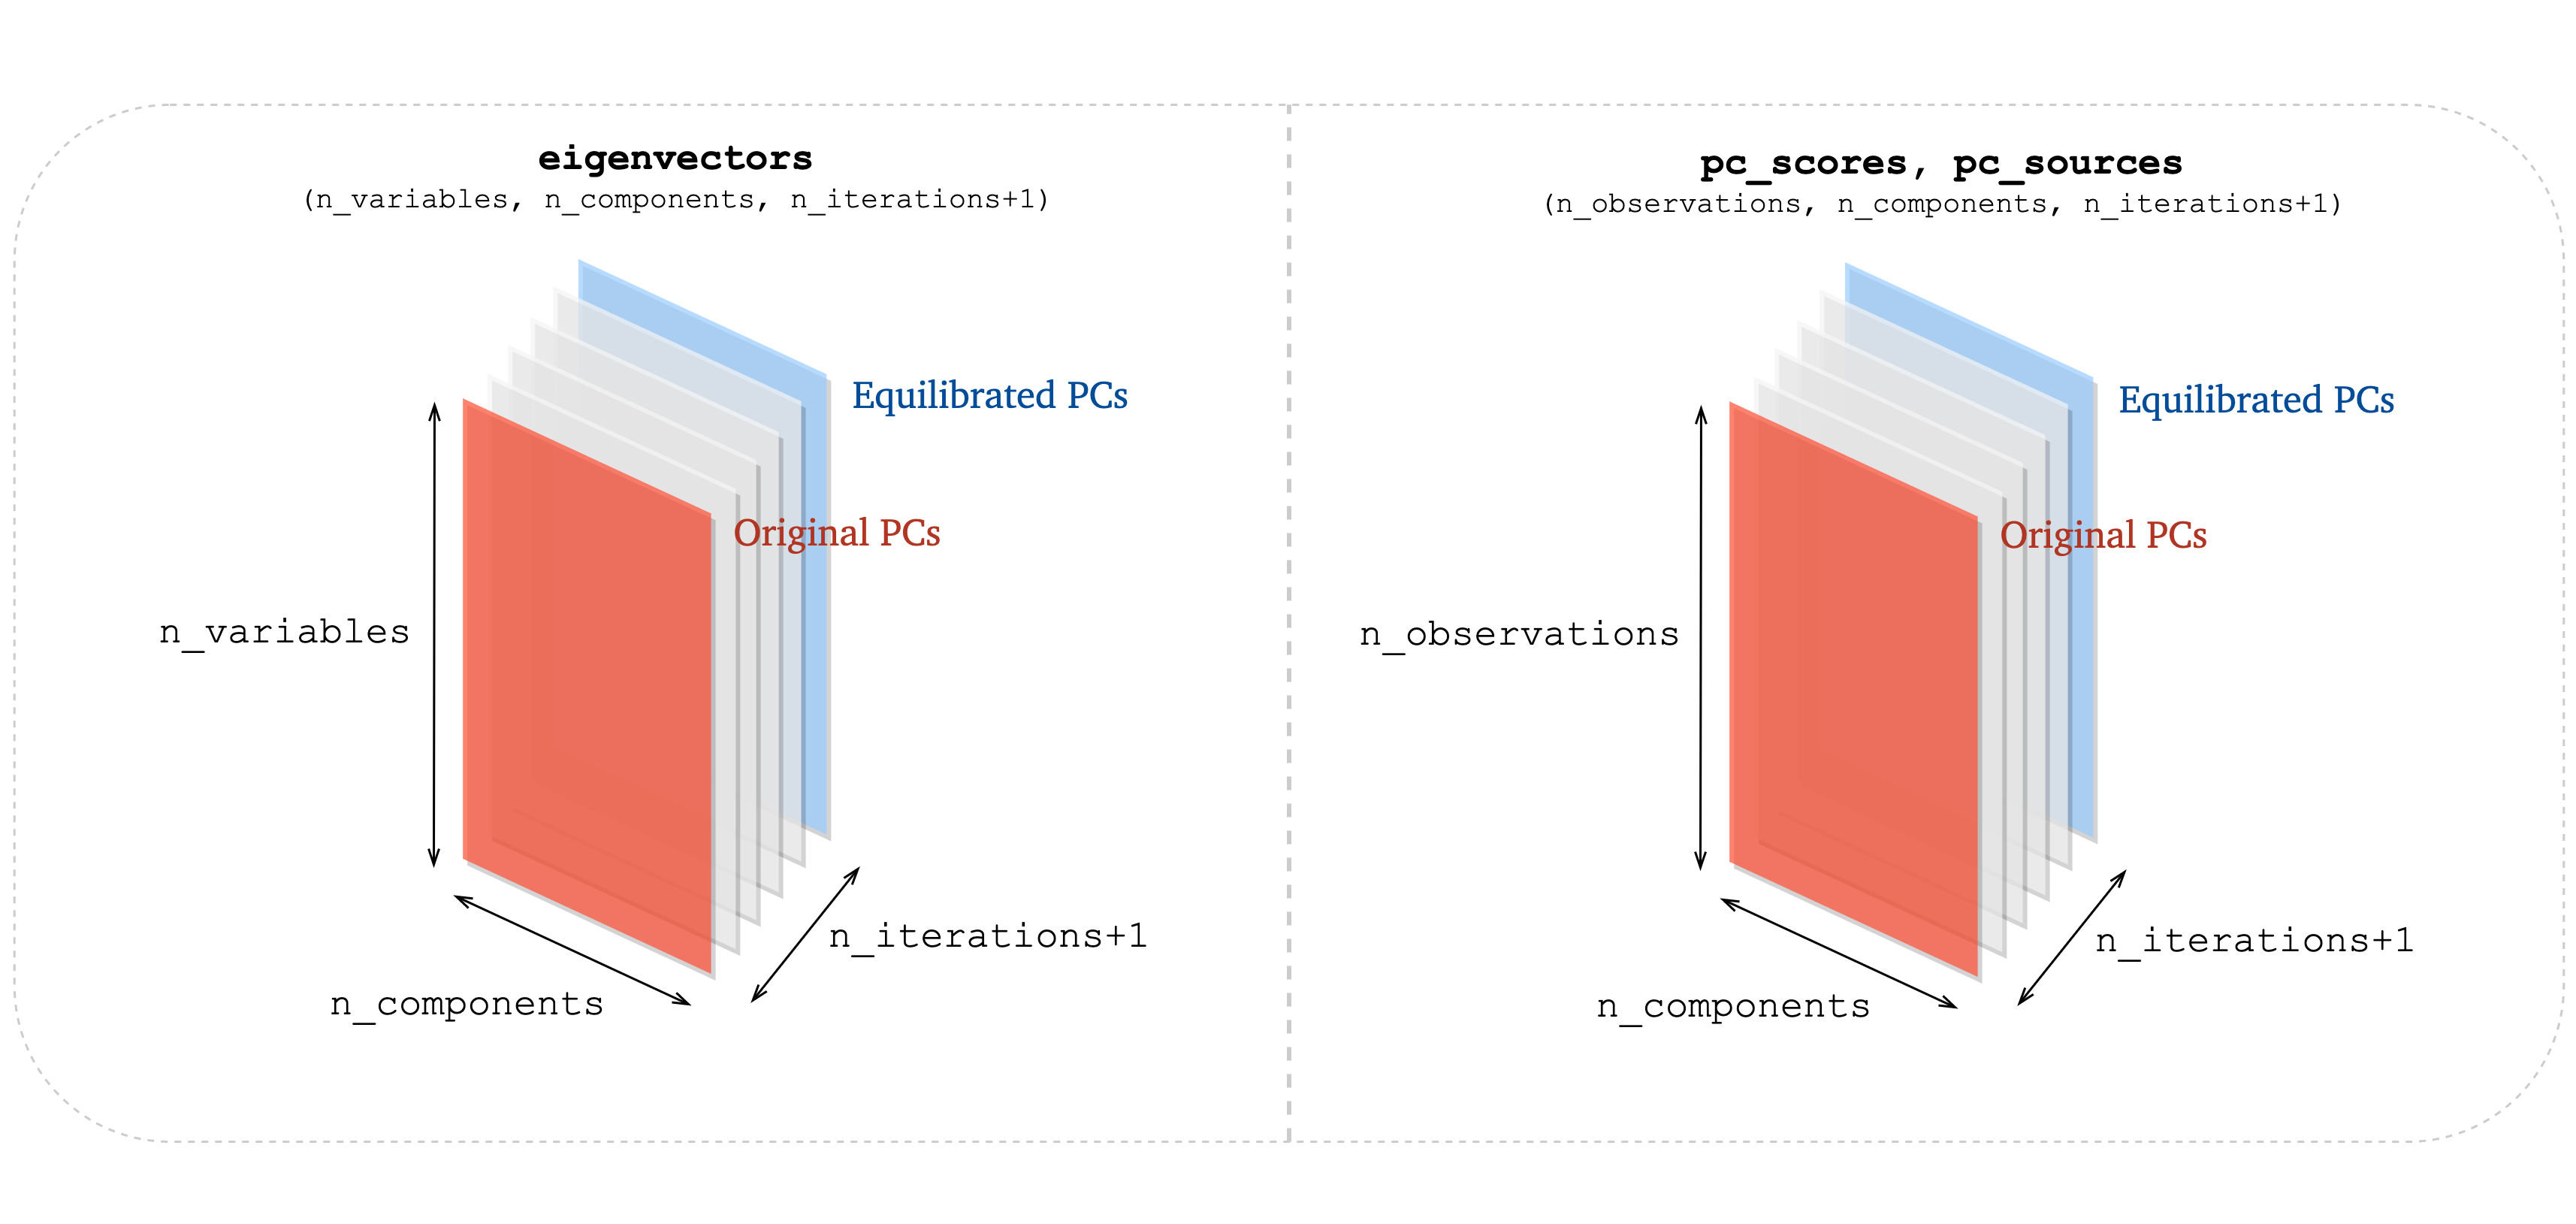 eigenvectors
(n_variables, n_components, n_iterations+1)
Equilibrated PCs
Original PCs
n_variables
n_iterations+1
n_components
pc_scores, pc_sources
(n_observations, n_components, n_iterations+1)
Equilibrated PCs
Original PCs
n_observations
n_iterations+1
n_components